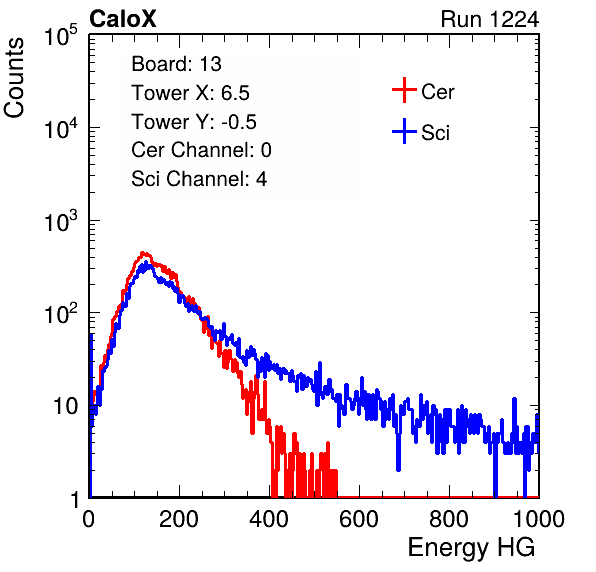 CaloX Run 1224
Counts
10^5
10^4
10^3
10^2
10
1
Board: 13
Tower X: 6.5
Tower Y: -0.5
Cer Channel: 0
Sci Channel: 4
Cer
Sci
0 200 400 600 800 1000
Energy HG